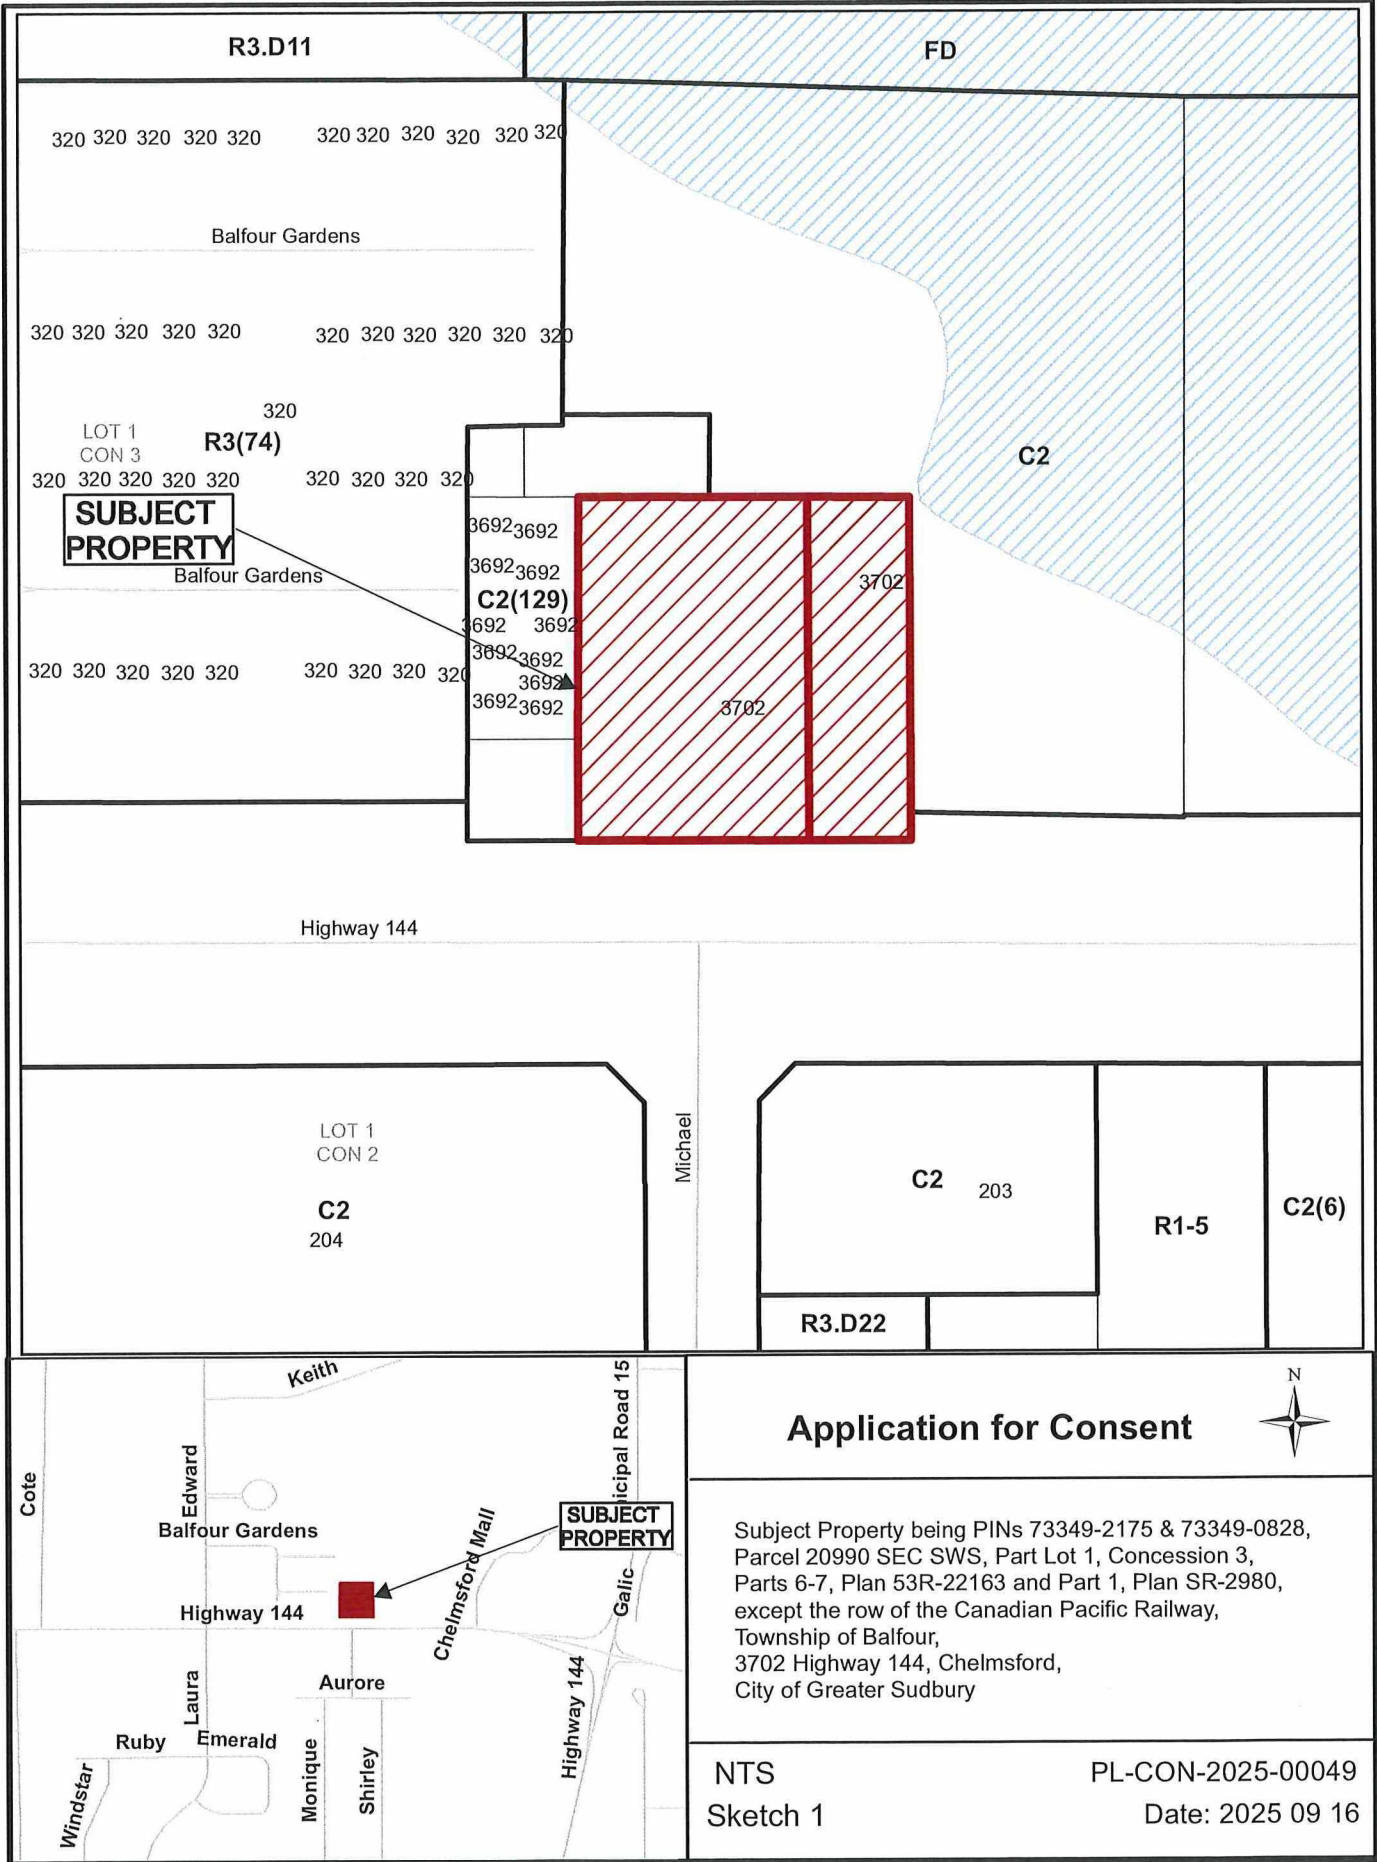 R3.D11
FD
320 320 320 320 320 320 320 320 320 320 320
Balfour Gardens
320 320 320 320 320 320 320 320 320 320 320
320
LOT 1
CON 3
R3(74)
C2
320 320 320 320 320 320 320 320 320
SUBJECT
PROPERTY
3692 3692
3692 3692
Balfour Gardens
3702
C2(129)
3692 3692
3692 3692
320 320 320 320 320 320 320 320 320
3692
3692 3692
3702
Highway 144
LOT 1
CON 2
C2
204
Michael
C2
203
R1-5
C2(6)
R3.D22
Keith
Cote
Edward
icipal Road 15
Balfour Gardens
SUBJECT
PROPERTY
Chelmsford Mall
Galic
Highway 144
Laura
Aurore
Highway 144
Ruby
Emerald
Windstar
Monique
Shirley
N
Application for Consent
Subject Property being PINs 73349-2175 & 73349-0828,
Parcel 20990 SEC SWS, Part Lot 1, Concession 3,
Parts 6-7, Plan 53R-22163 and Part 1, Plan SR-2980,
except the row of the Canadian Pacific Railway,
Township of Balfour,
3702 Highway 144, Chelmsford,
City of Greater Sudbury
NTS
PL-CON-2025-00049
Sketch 1
Date: 2025 09 16